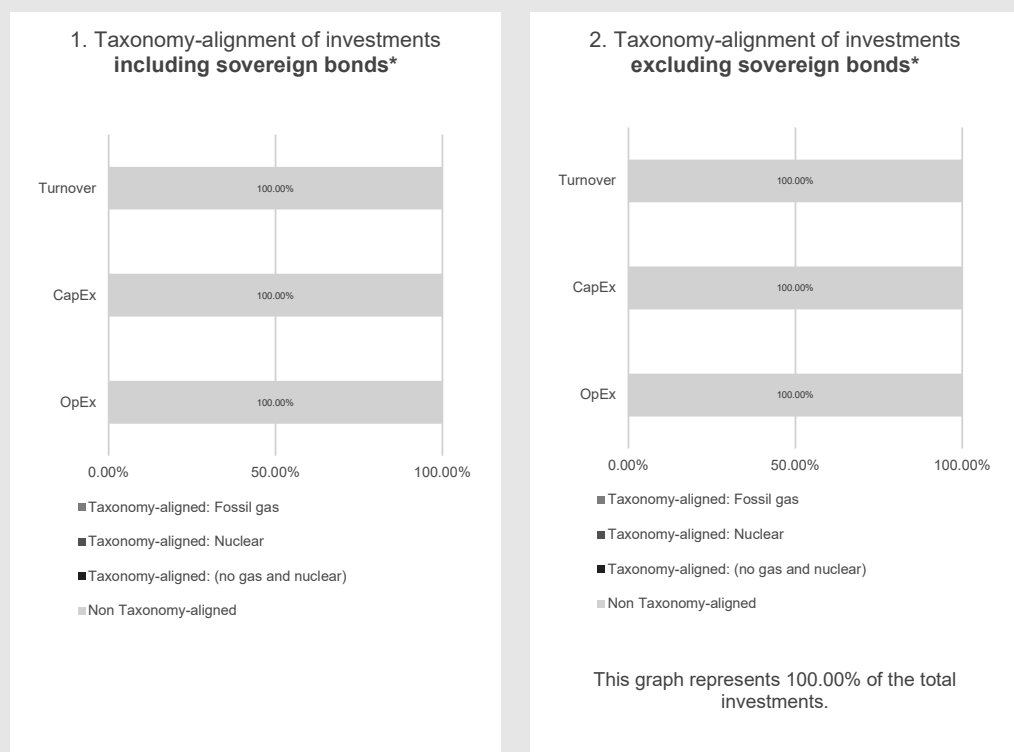 1. Taxonomy-alignment of investments
including sovereign bonds*
Turnover
100.00%
CapEx
100.00%
OpEx
100.00%
0.00% 50.00% 100.00%
Taxonomy-aligned: Fossil gas
Taxonomy-aligned: Nuclear
Taxonomy-aligned: (no gas and nuclear)
Non Taxonomy-aligned
2. Taxonomy-alignment of investments
excluding sovereign bonds*
Turnover
100.00%
CapEx
100.00%
OpEx
100.00%
0.00% 50.00% 100.00%
Taxonomy-aligned: Fossil gas
Taxonomy-aligned: Nuclear
Taxonomy-aligned: (no gas and nuclear)
Non Taxonomy-aligned
This graph represents 100.00% of the total
investments.